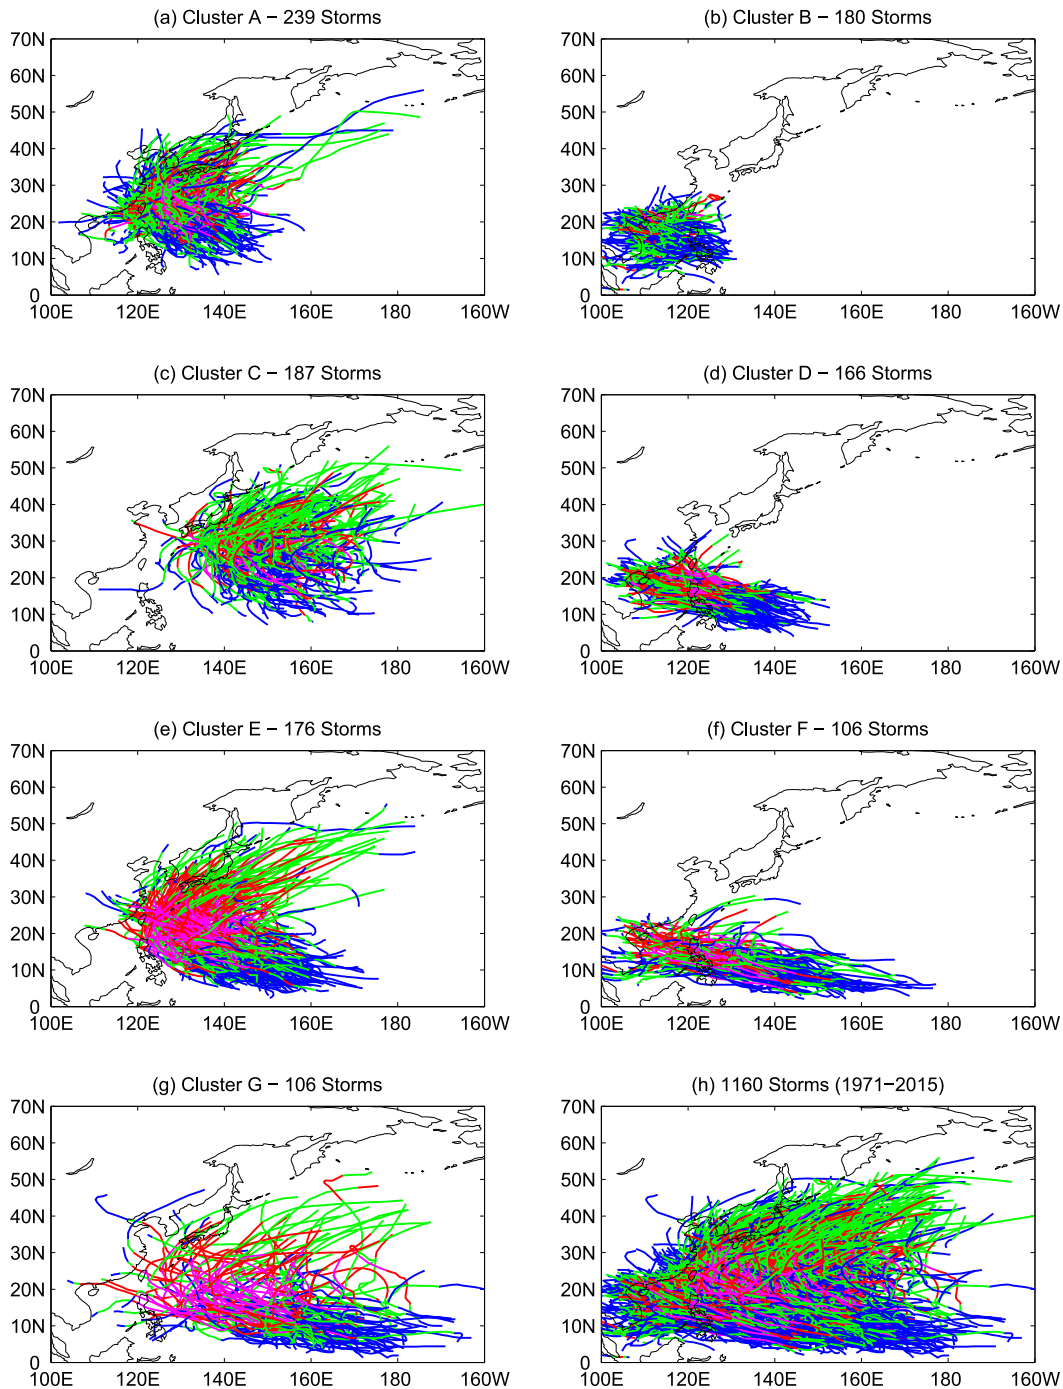 (a) Cluster A − 239 Storms
70N
60N
50N
40N
30N
20N
10N
0
100E 120E 140E 160E 180 160W
(b) Cluster B − 180 Storms
70N
60N
50N
40N
30N
20N
10N
0
100E 120E 140E 160E 180 160W
(c) Cluster C − 187 Storms
70N
60N
50N
40N
30N
20N
10N
0
100E 120E 140E 160E 180 160W
(d) Cluster D − 166 Storms
70N
60N
50N
40N
30N
20N
10N
0
100E 120E 140E 160E 180 160W
(e) Cluster E − 176 Storms
70N
60N
50N
40N
30N
20N
10N
0
100E 120E 140E 160E 180 160W
(f) Cluster F − 106 Storms
70N
60N
50N
40N
30N
20N
10N
0
100E 120E 140E 160E 180 160W
(g) Cluster G − 106 Storms
70N
60N
50N
40N
30N
20N
10N
0
100E 120E 140E 160E 180 160W
(h) 1160 Storms (1971−2015)
70N
60N
50N
40N
30N
20N
10N
0
100E 120E 140E 160E 180 160W